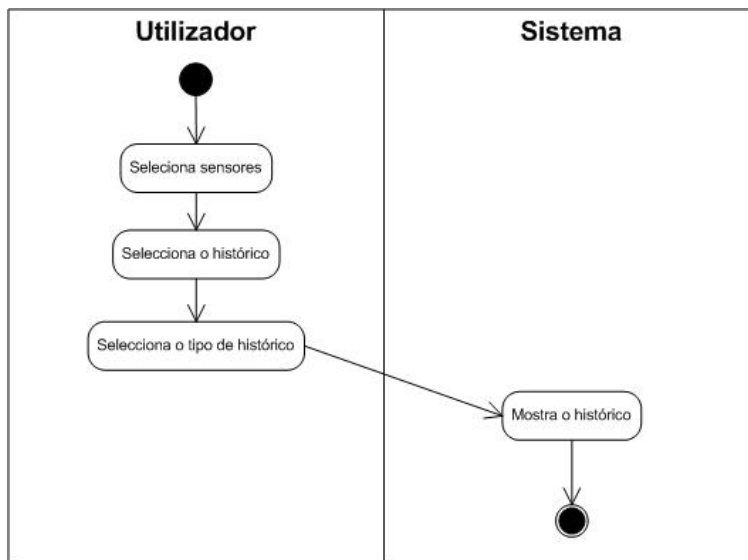 Utilizador
Sistema
Seleciona sensores
Selecciona o histórico
Selecciona o tipo de histórico
Mostra o histórico